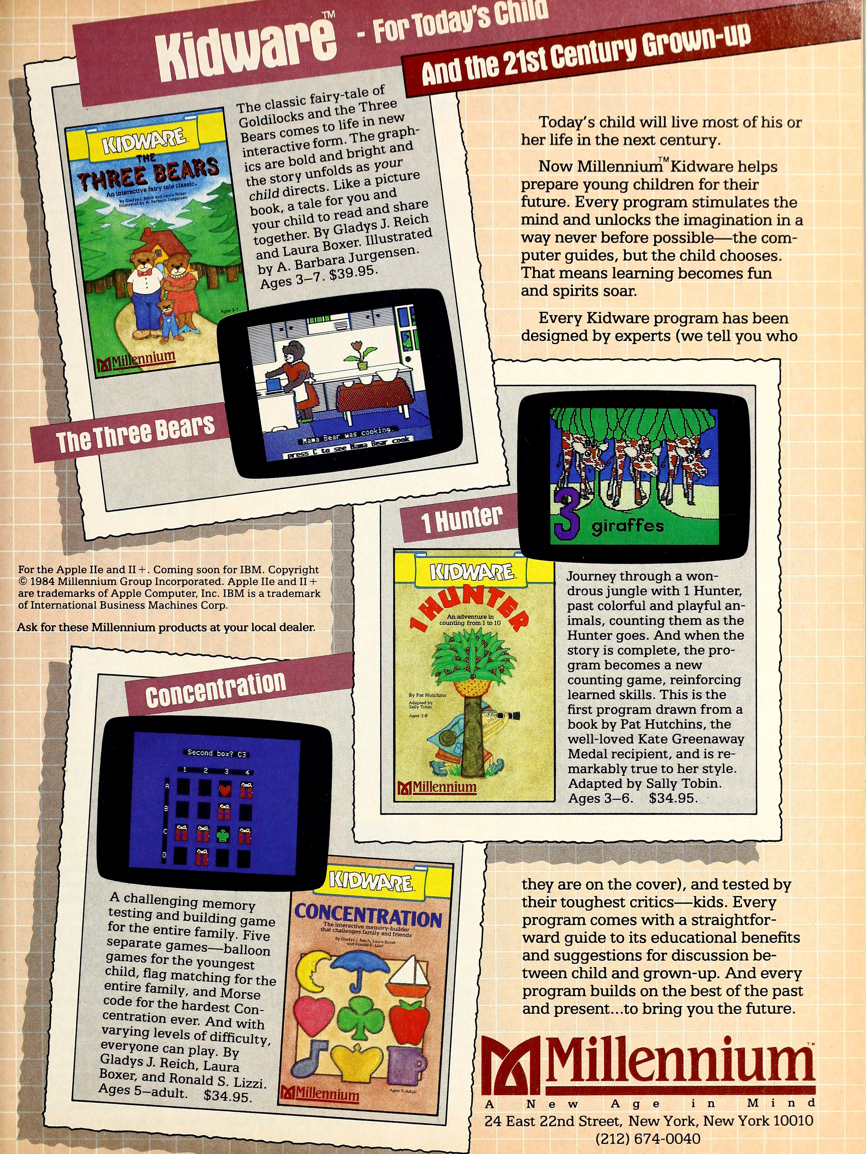 Kidware™ - For Today's Child
And the 21st Century Grown-up
KIDWARE™
THE
THREE BEARS
An interactive fairy tale classic.
by Gladys J. Reich and Laura Boxer
Illustrated by A. Barbara Jurgensen
Ages 3-7
Millennium
The classic fairy-tale of
Goldilocks and the Three
Bears comes to life in new
interactive form. The graph-
ics are bold and bright and
the story unfolds as your
child directs. Like a picture
book, a tale for you and
your child to read and share
together. By Gladys J. Reich
and Laura Boxer. Illustrated
by A. Barbara Jurgensen.
Ages 3–7. $39.95.
Mama Bear was cooking.
press C to see Mama Bear cook
The Three Bears
Today's child will live most of his or
her life in the next century.
Now Millennium™ Kidware helps
prepare young children for their
future. Every program stimulates the
mind and unlocks the imagination in a
way never before possible—the com-
puter guides, but the child chooses.
That means learning becomes fun
and spirits soar.
Every Kidware program has been
designed by experts (we tell you who
3 giraffes
1 Hunter
KIDWARE™
1 HUNTER
An adventure in
counting from 1 to 10
By Pat Hutchins
Adapted by
Sally Tobin
Ages 3-6
Millennium
Journey through a won-
drous jungle with 1 Hunter,
past colorful and playful an-
imals, counting them as the
Hunter goes. And when the
story is complete, the pro-
gram becomes a new
counting game, reinforcing
learned skills. This is the
first program drawn from a
book by Pat Hutchins, the
well-loved Kate Greenaway
Medal recipient, and is re-
markably true to her style.
Adapted by Sally Tobin.
Ages 3–6. $34.95.
For the Apple IIe and II+. Coming soon for IBM. Copyright
© 1984 Millennium Group Incorporated. Apple IIe and II+
are trademarks of Apple Computer, Inc. IBM is a trademark
of International Business Machines Corp.
Ask for these Millennium products at your local dealer.
Concentration
Second box? C3
1 2 3 4
A
B
C
D
A challenging memory
testing and building game
for the entire family. Five
separate games—balloon
games for the youngest
child, flag matching for the
entire family, and Morse
code for the hardest Con-
centration ever. And with
varying levels of difficulty,
everyone can play. By
Gladys J. Reich, Laura
Boxer, and Ronald S. Lizzi.
Ages 5–adult. $34.95.
KIDWARE™
CONCENTRATION
The interactive memory-builder
that challenges family and friends
By Gladys J. Reich, Laura Boxer
and Ronald S. Lizzi
Ages 5-Adult
Millennium
they are on the cover), and tested by
their toughest critics—kids. Every
program comes with a straightfor-
ward guide to its educational benefits
and suggestions for discussion be-
tween child and grown-up. And every
program builds on the best of the past
and present...to bring you the future.
Millennium™
A New Age in Mind
24 East 22nd Street, New York, New York 10010
(212) 674-0040